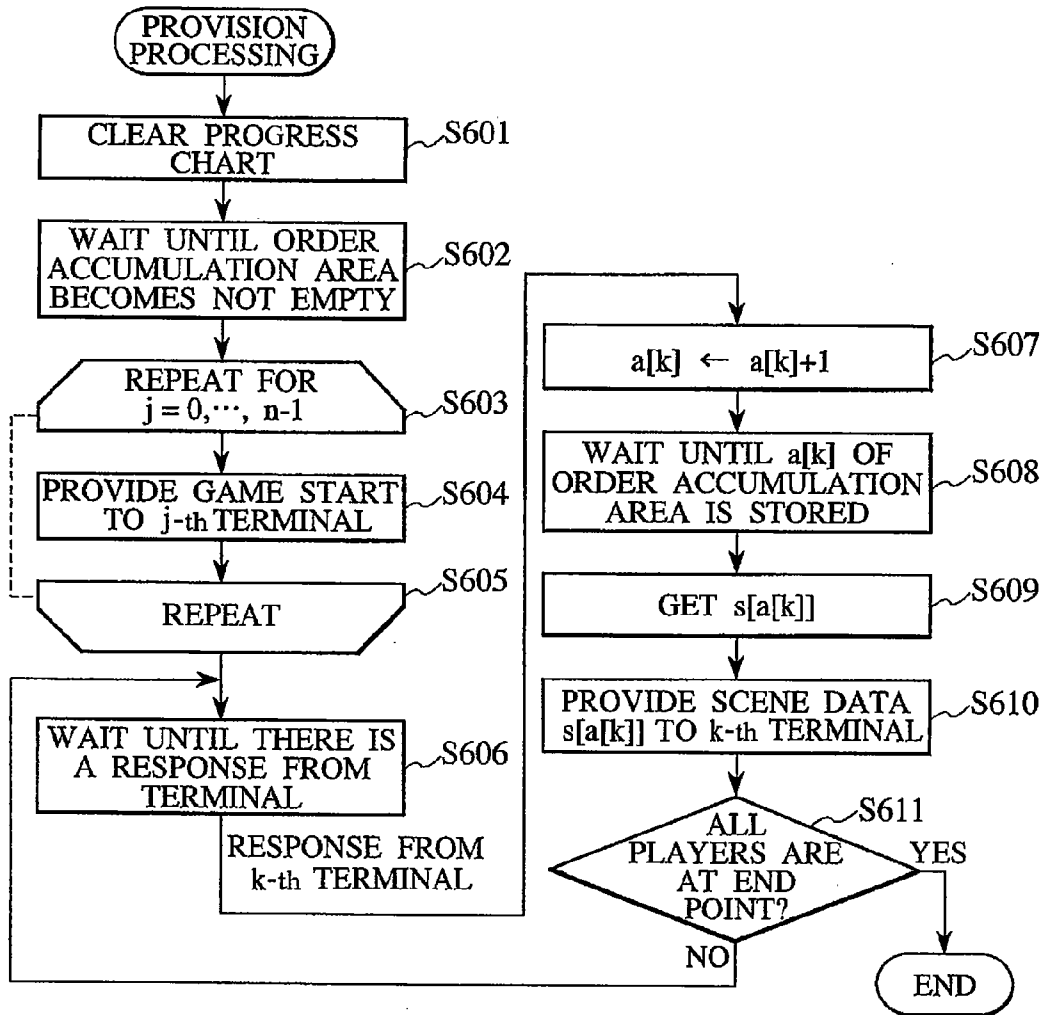 PROVISION
PROCESSING
CLEAR PROGRESS
CHART
S601
WAIT UNTIL ORDER
ACCUMULATION AREA
BECOMES NOT EMPTY
S602
REPEAT FOR
j = 0,···, n-1
S603
PROVIDE GAME START
TO j-th TERMINAL
S604
REPEAT
S605
WAIT UNTIL THERE IS
A RESPONSE FROM
TERMINAL
S606
RESPONSE FROM
k-th TERMINAL
a[k] ← a[k]+1
S607
WAIT UNTIL a[k] OF
ORDER ACCUMULATION
AREA IS STORED
S608
GET s[a[k]]
S609
PROVIDE SCENE DATA
s[a[k]] TO k-th TERMINAL
S610
ALL
PLAYERS ARE
AT END
POINT?
S611
YES
NO
END